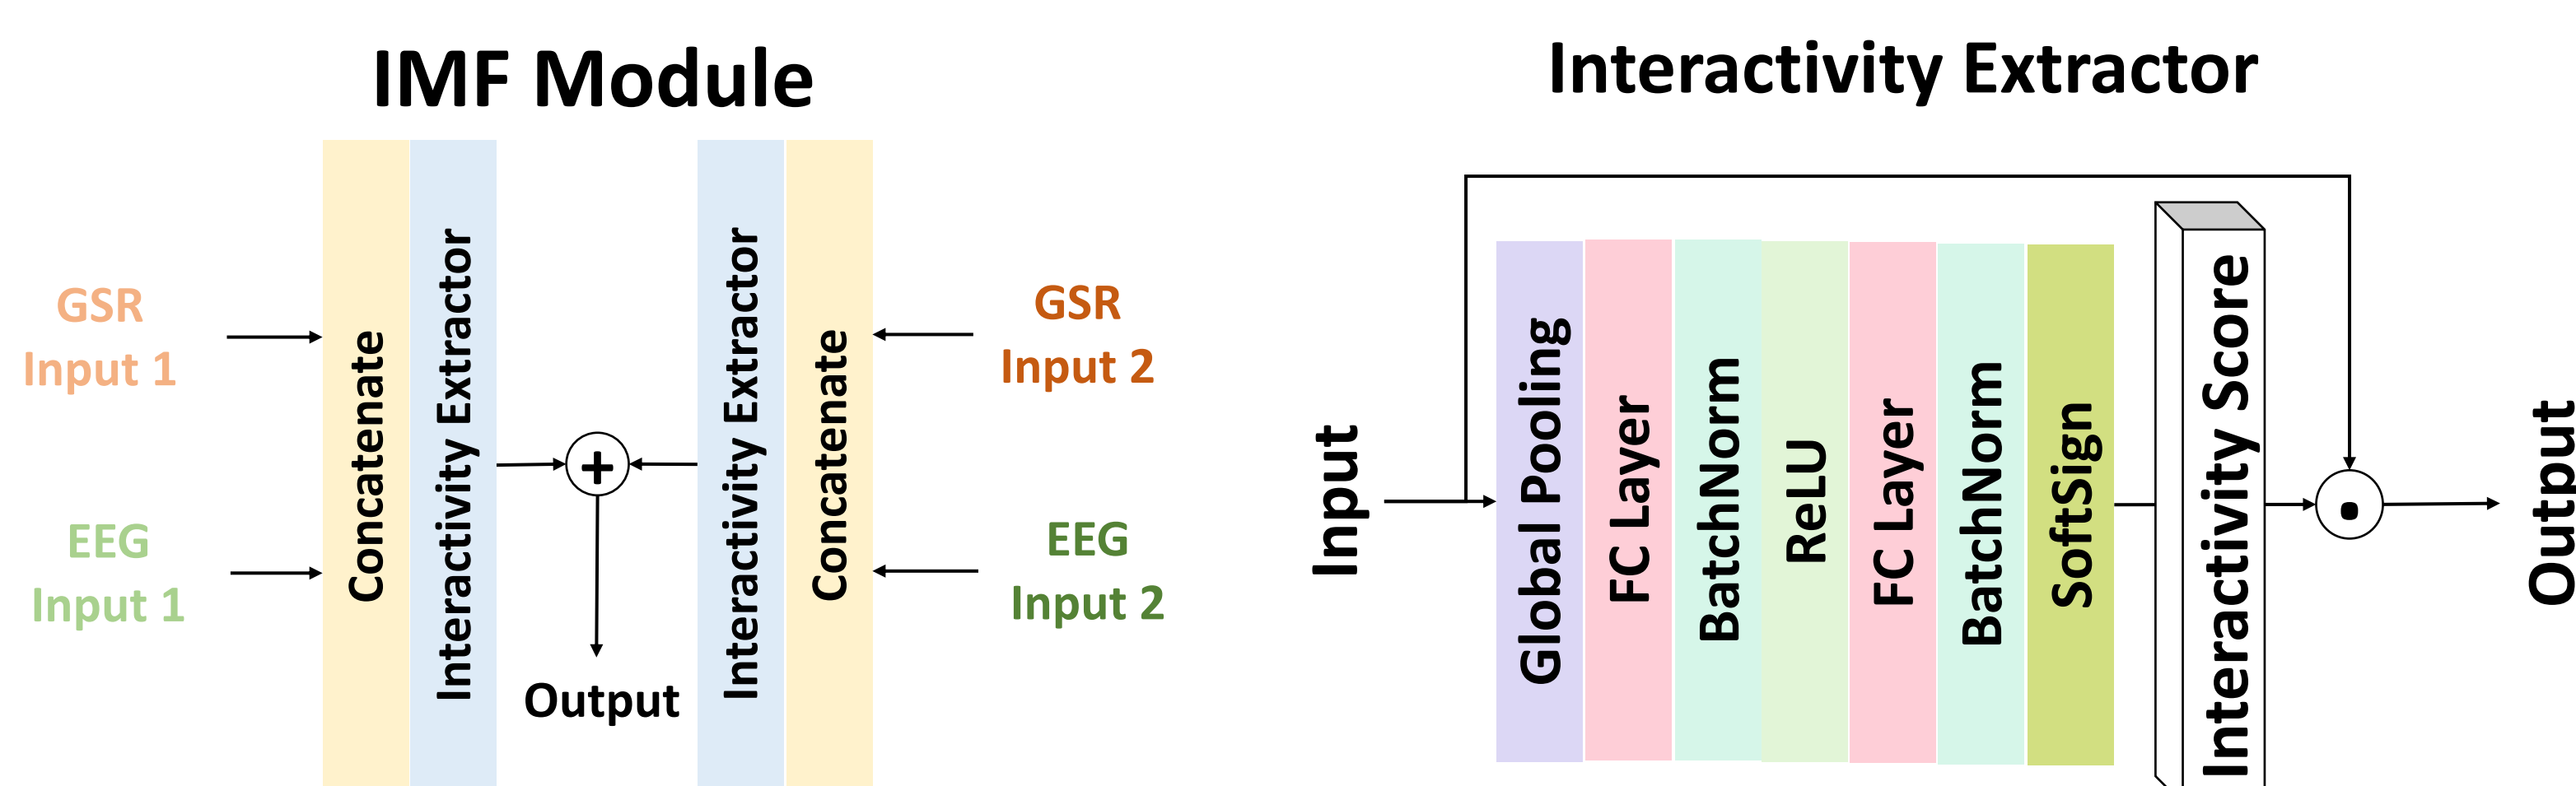 IMF Module
GSR
Input 1
EEG
Input 1
Concatenate
Interactivity Extractor
+
Output
Interactivity Extractor
Concatenate
GSR
Input 2
EEG
Input 2
Interactivity Extractor
Input
Global Pooling
FC Layer
BatchNorm
ReLU
FC Layer
BatchNorm
SoftSign
Interactivity Score
Output